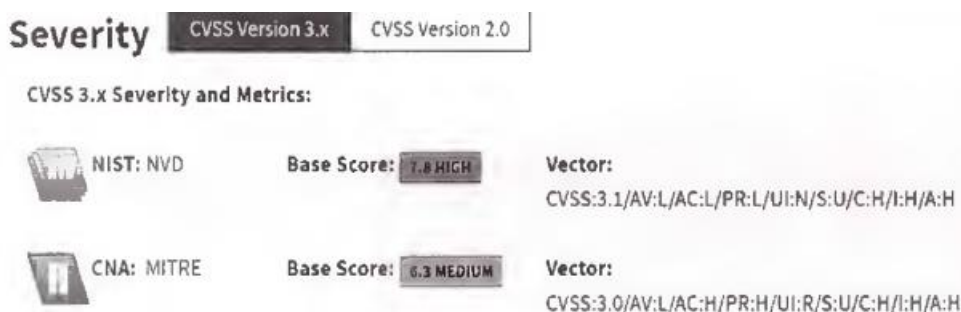 Severity CVSS Version 3.x CVSS Version 2.0
CVSS 3.x Severity and Metrics:
NIST: NVD Base Score: 7.8 HIGH Vector:
CVSS:3.1/AV:L/AC:L/PR:L/UI:N/S:U/C:H/I:H/A:H
CNA: MITRE Base Score: 6.3 MEDIUM Vector:
CVSS:3.0/AV:L/AC:H/PR:H/UI:R/S:U/C:H/I:H/A:H